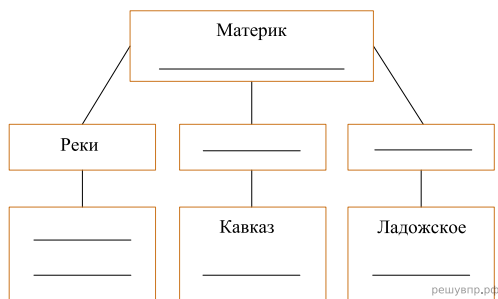 Материк
Реки
Кавказ
Ладожское
решувпр.рф